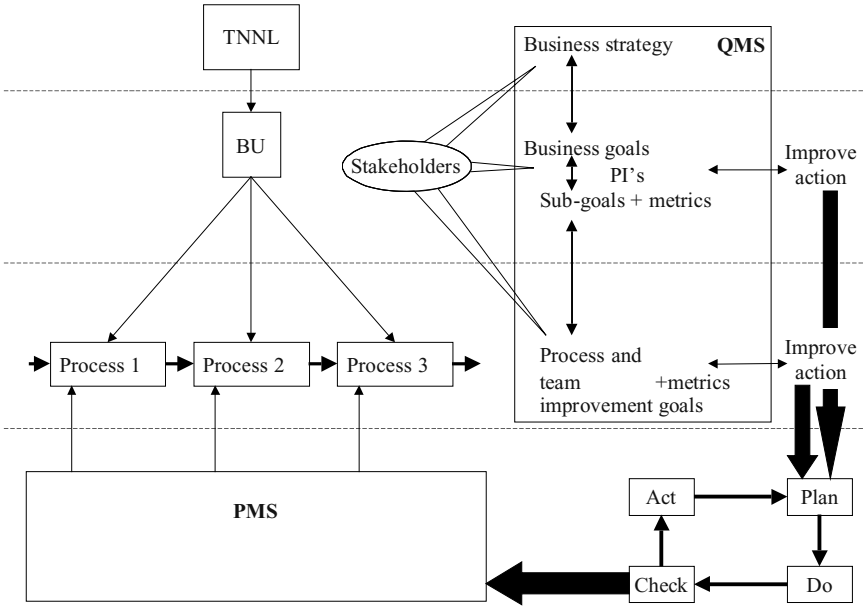 TNNL
BU
Process 1
Process 2
Process 3
PMS
Stakeholders
Business strategy
QMS
Business goals
PI’s
Sub-goals + metrics
Process and
team +metrics
improvement goals
Improve
action
Improve
action
Act
Plan
Check
Do